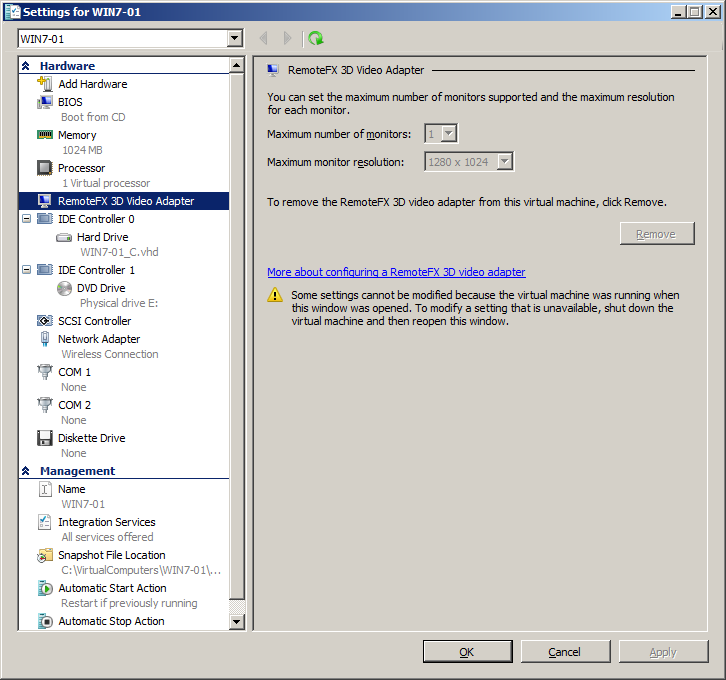 Settings for WIN7-01
WIN7-01
Hardware
Add Hardware
BIOS
Boot from CD
Memory
1024 MB
Processor
1 Virtual processor
RemoteFX 3D Video Adapter
IDE Controller 0
Hard Drive
WIN7-01_C.vhd
IDE Controller 1
DVD Drive
Physical drive E:
SCSI Controller
Network Adapter
Wireless Connection
COM 1
None
COM 2
None
Diskette Drive
None
Management
Name
WIN7-01
Integration Services
All services offered
Snapshot File Location
C:\VirtualComputers\WIN7-01\...
Automatic Start Action
Restart if previously running
Automatic Stop Action
RemoteFX 3D Video Adapter
You can set the maximum number of monitors supported and the maximum resolution
for each monitor.
Maximum number of monitors: 1
Maximum monitor resolution: 1280 x 1024
To remove the RemoteFX 3D video adapter from this virtual machine, click Remove.
Remove
More about configuring a RemoteFX 3D video adapter
Some settings cannot be modified because the virtual machine was running when
this window was opened. To modify a setting that is unavailable, shut down the
virtual machine and then reopen this window.
OK Cancel Apply